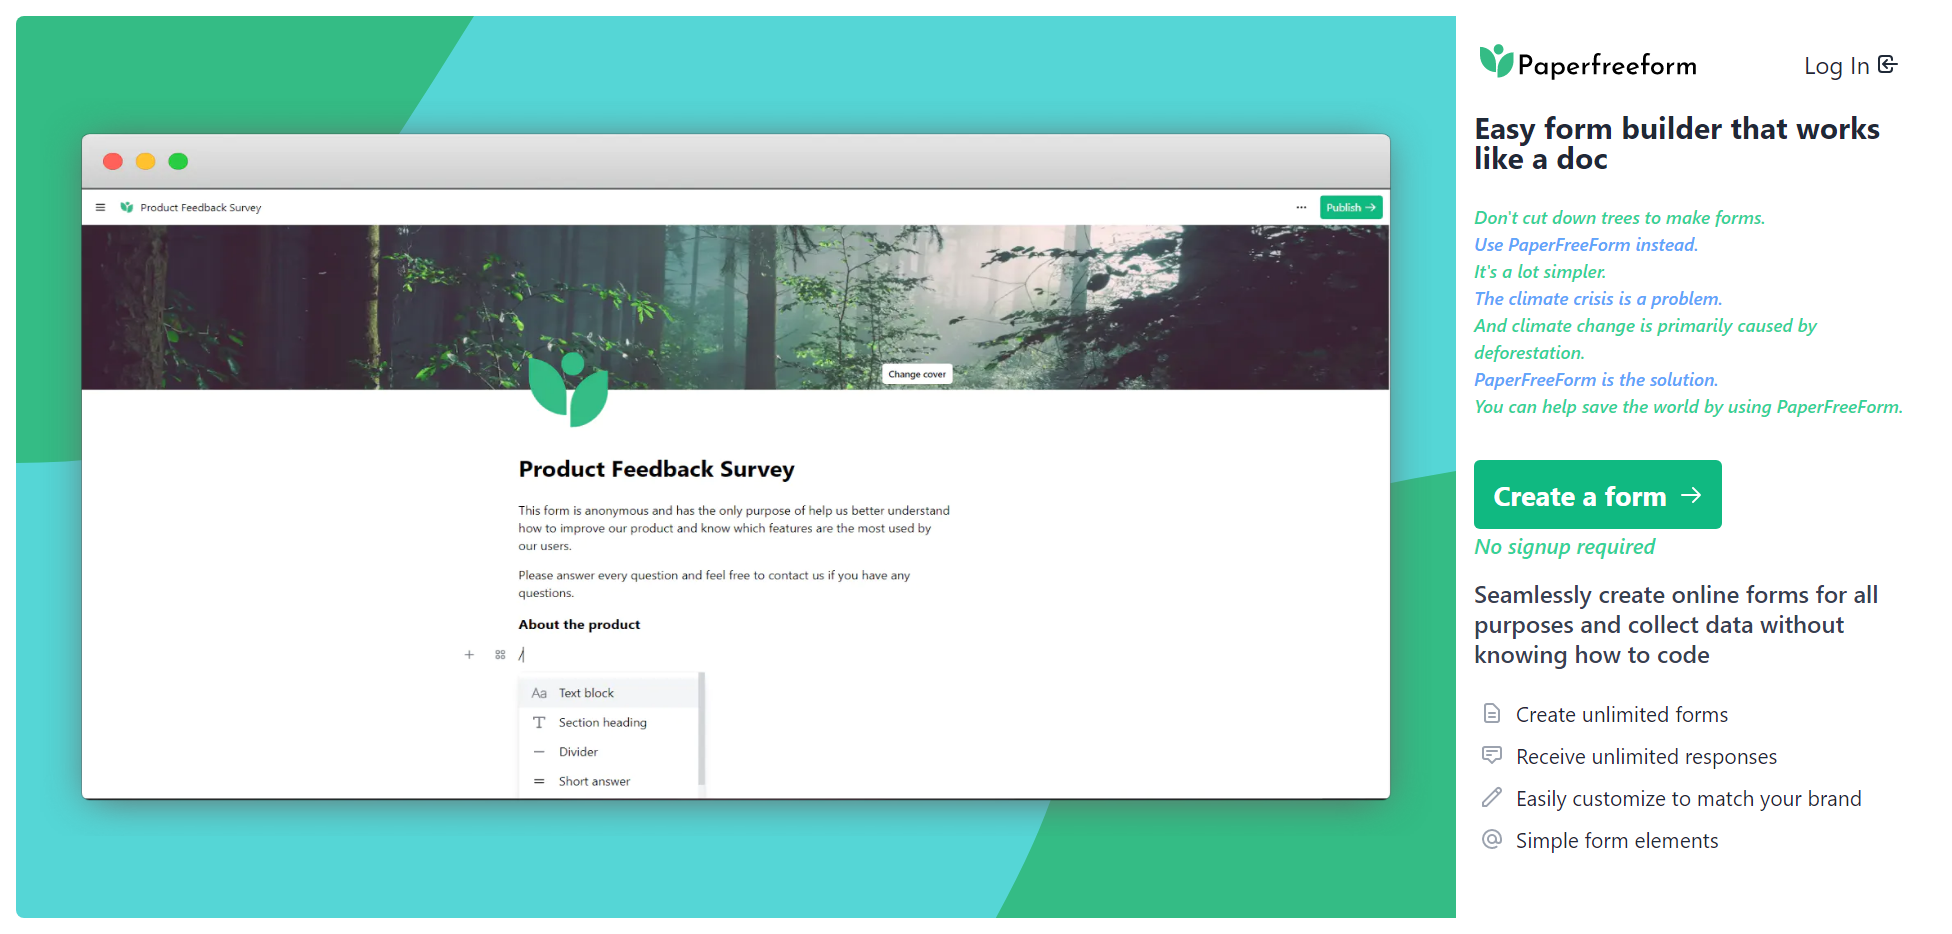 Product Feedback Survey
...
Publish →
Change cover
Product Feedback Survey
This form is anonymous and has the only purpose of help us better understand
how to improve our product and know which features are the most used by
our users.
Please answer every question and feel free to contact us if you have any
questions.
About the product
/
Aa Text block
Section heading
Divider
Short answer
Paperfreeform
Log In
Easy form builder that works
like a doc
Don't cut down trees to make forms.
Use PaperFreeForm instead.
It's a lot simpler.
The climate crisis is a problem.
And climate change is primarily caused by
deforestation.
PaperFreeForm is the solution.
You can help save the world by using PaperFreeForm.
Create a form →
No signup required
Seamlessly create online forms for all
purposes and collect data without
knowing how to code
Create unlimited forms
Receive unlimited responses
Easily customize to match your brand
Simple form elements